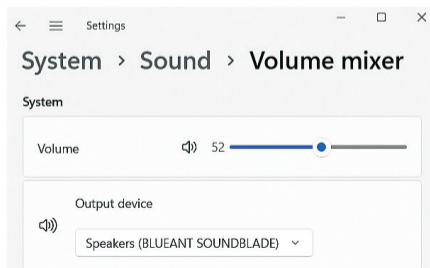 Settings
System > Sound > Volume mixer
System
Volume 52
Output device
Speakers (BLUEANT SOUNDBLADE)